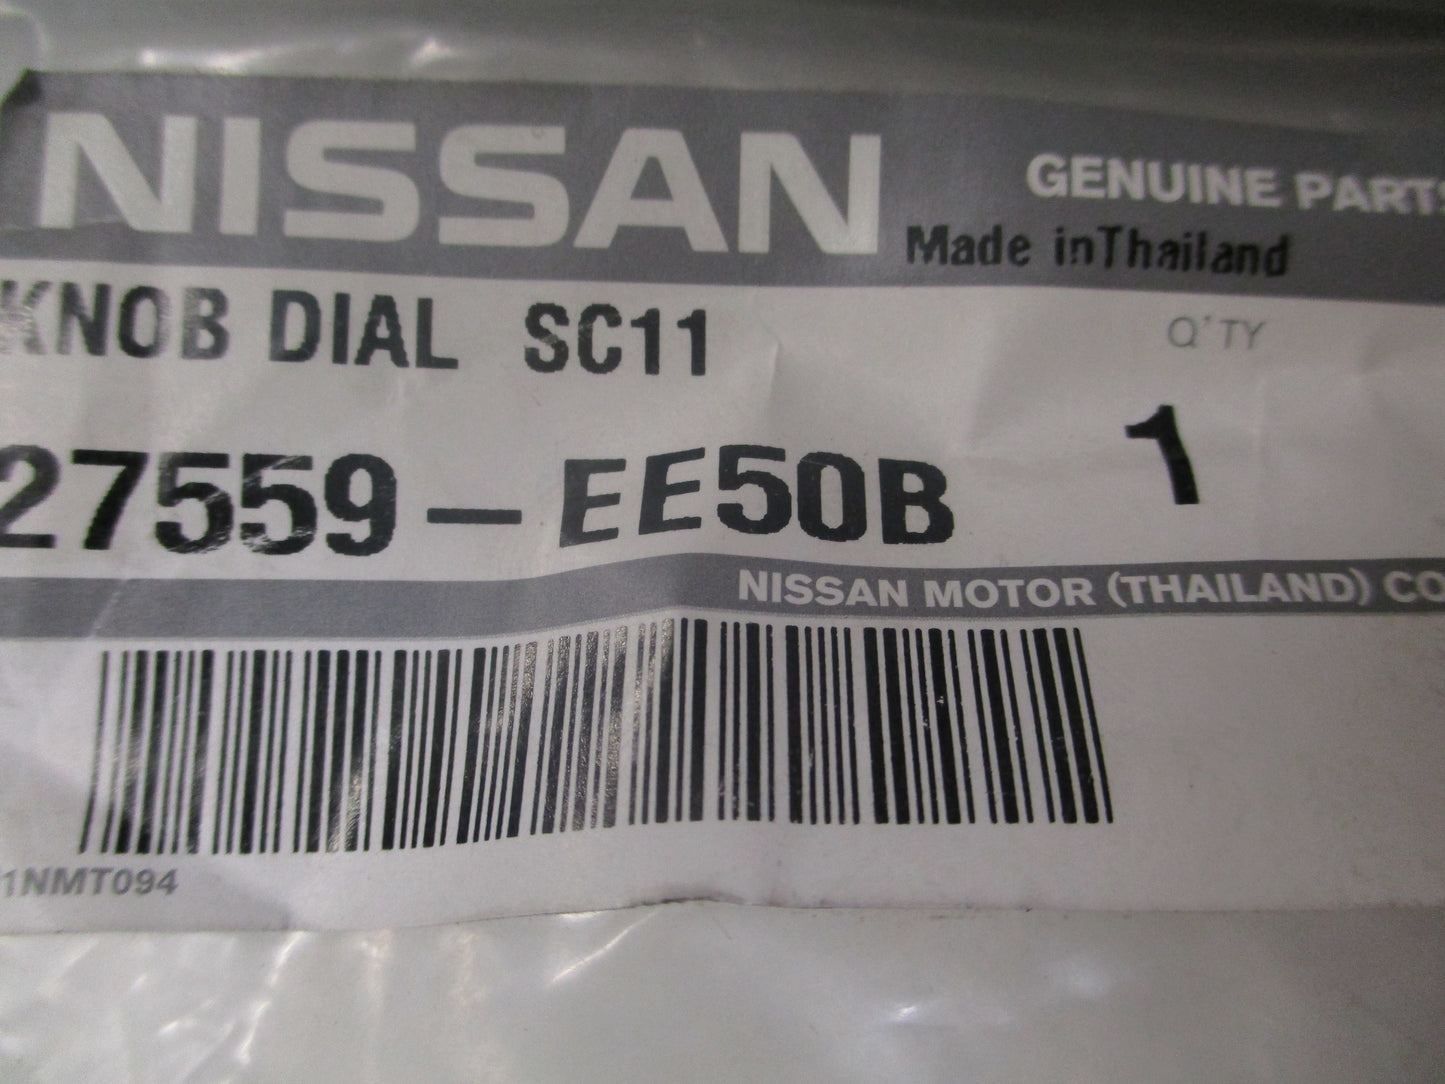 NISSAN
GENUINE PARTS
Made inThailand
KNOB DIAL SC11
Q'TY
27559-EE50B
1
NISSAN MOTOR (THAILAND) CO
1NMT094